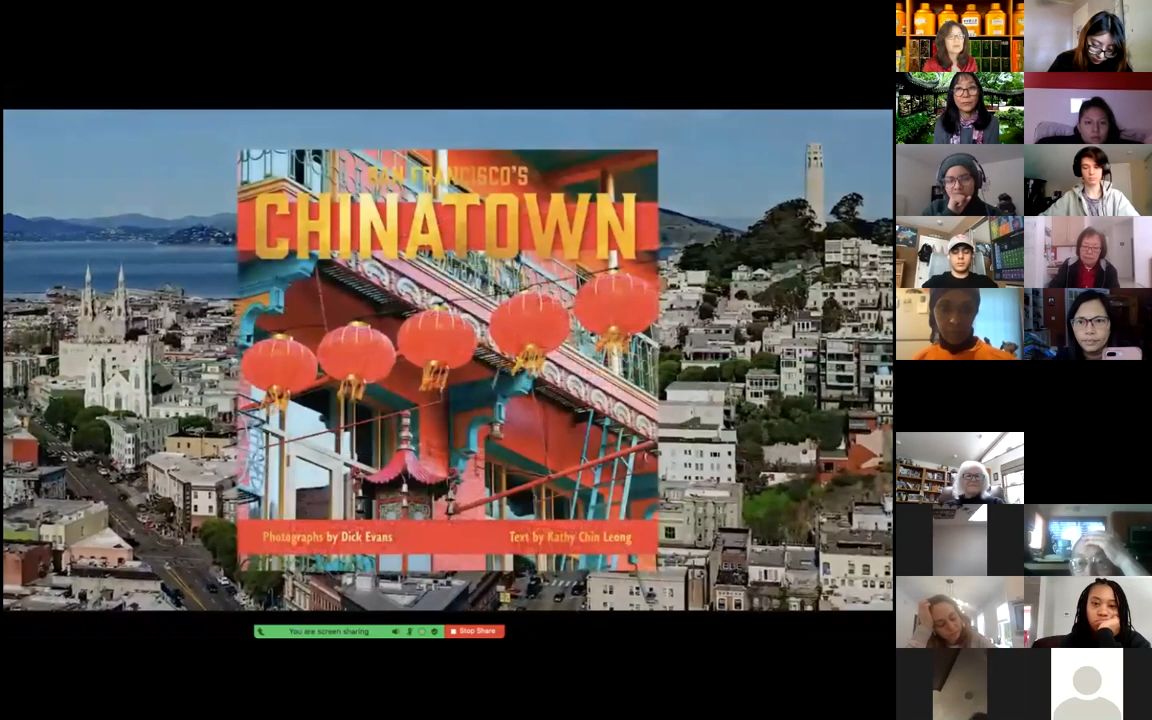 SAN FRANCISCO'S
CHINATOWN
Photographs by Dick Evans
Text by Kathy Chin Leong
You are screen sharing
Stop Share